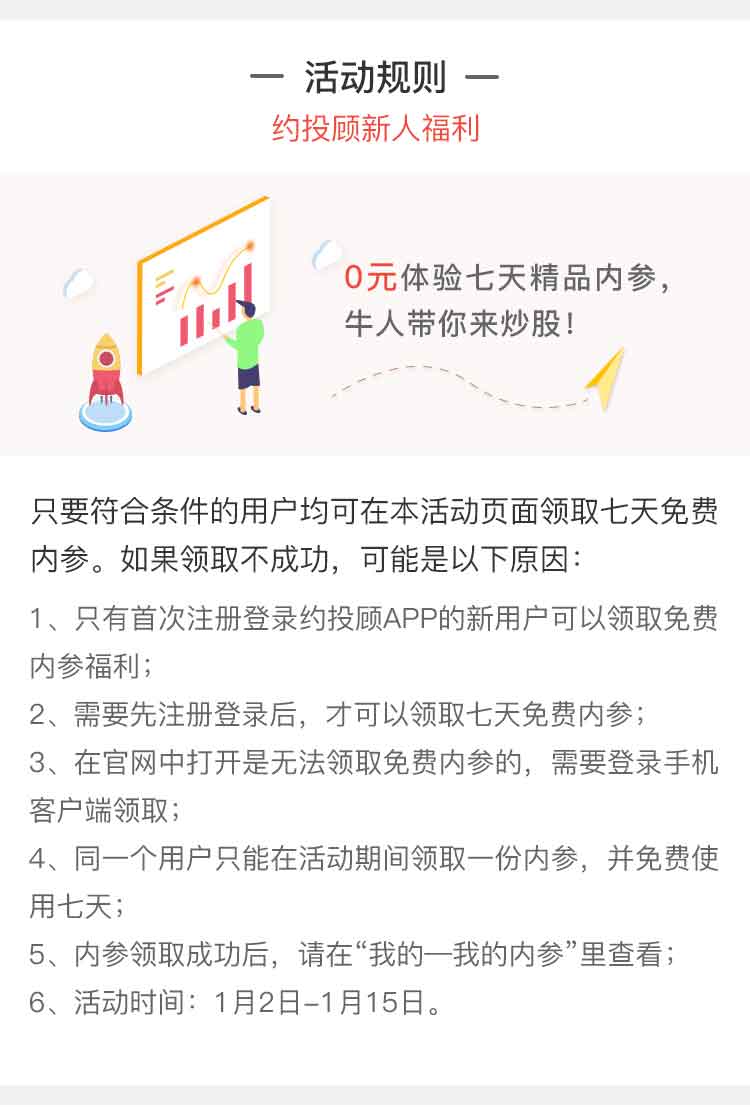 — 活动规则 —
约投顾新人福利
0元体验七天精品内参，
牛人带你来炒股！
只要符合条件的用户均可在本活动页面领取七天免费
内参。如果领取不成功，可能是以下原因：
1、只有首次注册登录约投顾APP的新用户可以领取免费
内参福利；
2、需要先注册登录后，才可以领取七天免费内参；
3、在官网中打开是无法领取免费内参的，需要登录手机
客户端领取；
4、同一个用户只能在活动期间领取一份内参，并免费使
用七天；
5、内参领取成功后，请在“我的—我的内参”里查看；
6、活动时间：1月2日–1月15日。